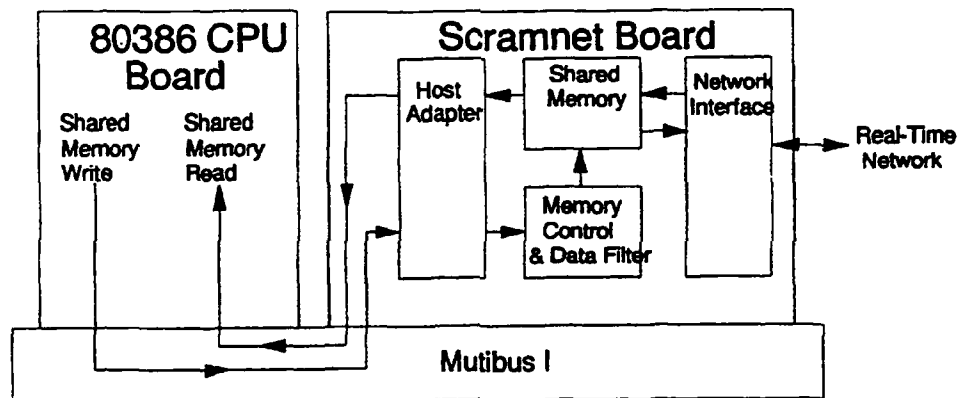 80386 CPU
Board
Shared
Memory
Write
Shared
Memory
Read
Scramnet Board
Host
Adapter
Shared
Memory
Network
Interface
Memory
Control
& Data Filter
Real-Time
Network
Mutibus I